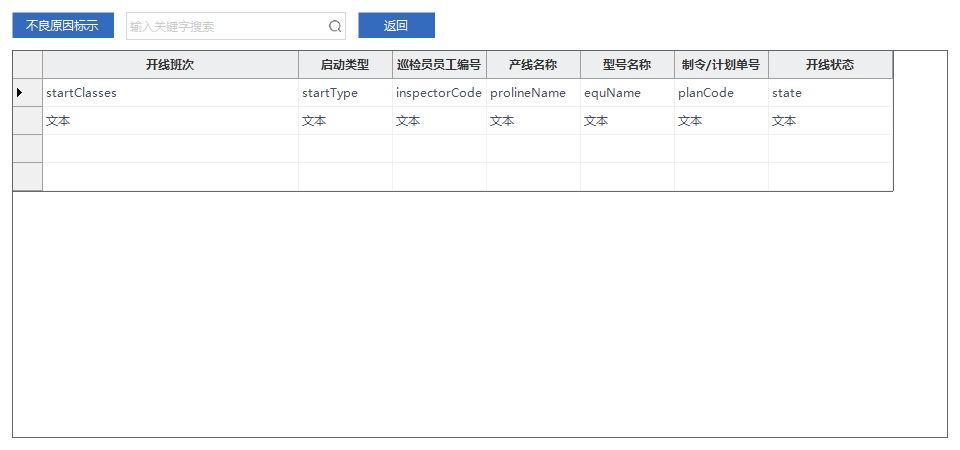 不良原因标示 输入关键字搜索 返回
开线班次 启动类型 巡检员员工编号 产线名称 型号名称 制令/计划单号 开线状态
startClasses startType inspectorCode prolineName equName planCode state
文本 文本 文本 文本 文本 文本 文本